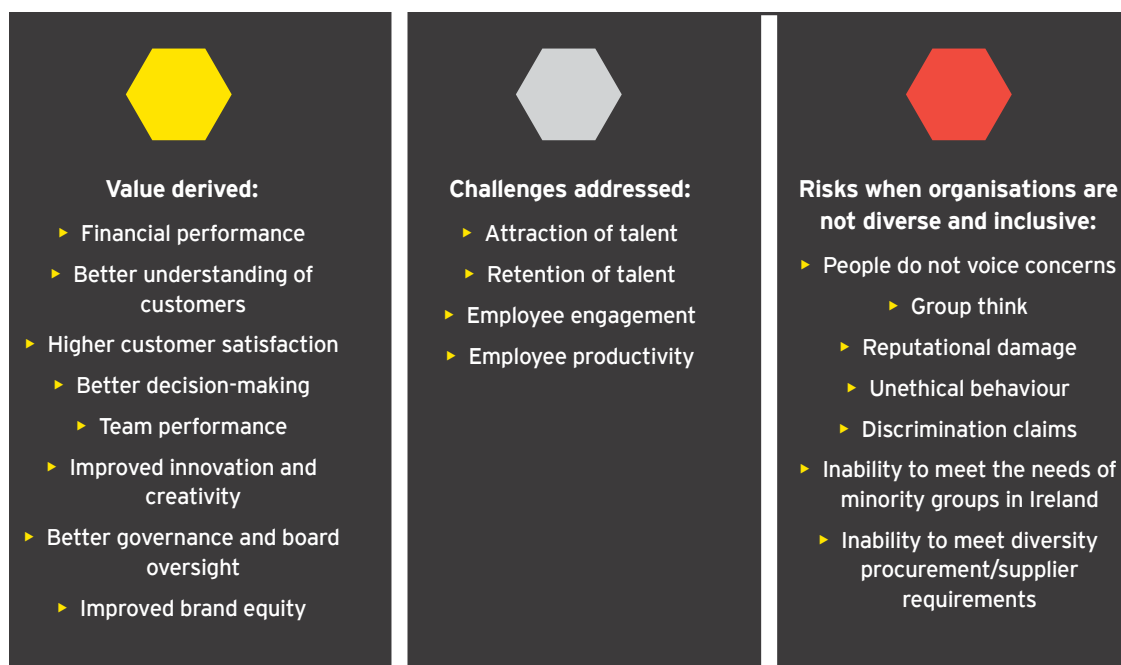 Value derived:
► Financial performance
► Better understanding of
customers
► Higher customer satisfaction
► Better decision-making
► Team performance
► Improved innovation and
creativity
► Better governance and board
oversight
► Improved brand equity
Challenges addressed:
► Attraction of talent
► Retention of talent
► Employee engagement
► Employee productivity
Risks when organisations are
not diverse and inclusive:
► People do not voice concerns
► Group think
► Reputational damage
► Unethical behaviour
► Discrimination claims
► Inability to meet the needs of
minority groups in Ireland
► Inability to meet diversity
procurement/supplier
requirements